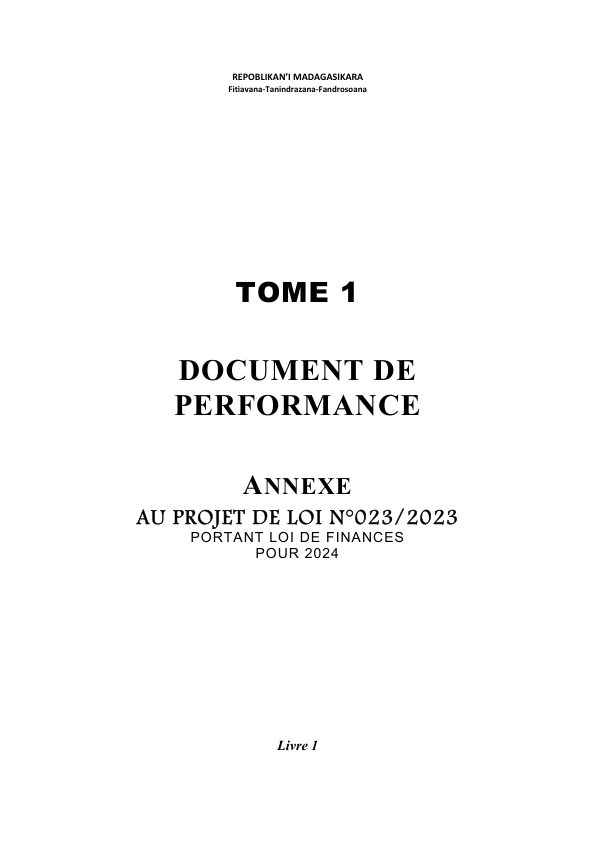 REPOBLIKAN'I MADAGASIKARA
Fitiavana-Tanindrazana-Fandrosoana
TOME 1
DOCUMENT DE
PERFORMANCE
ANNEXE
AU PROJET DE LOI N°023/2023
PORTANT LOI DE FINANCES
POUR 2024
Livre 1